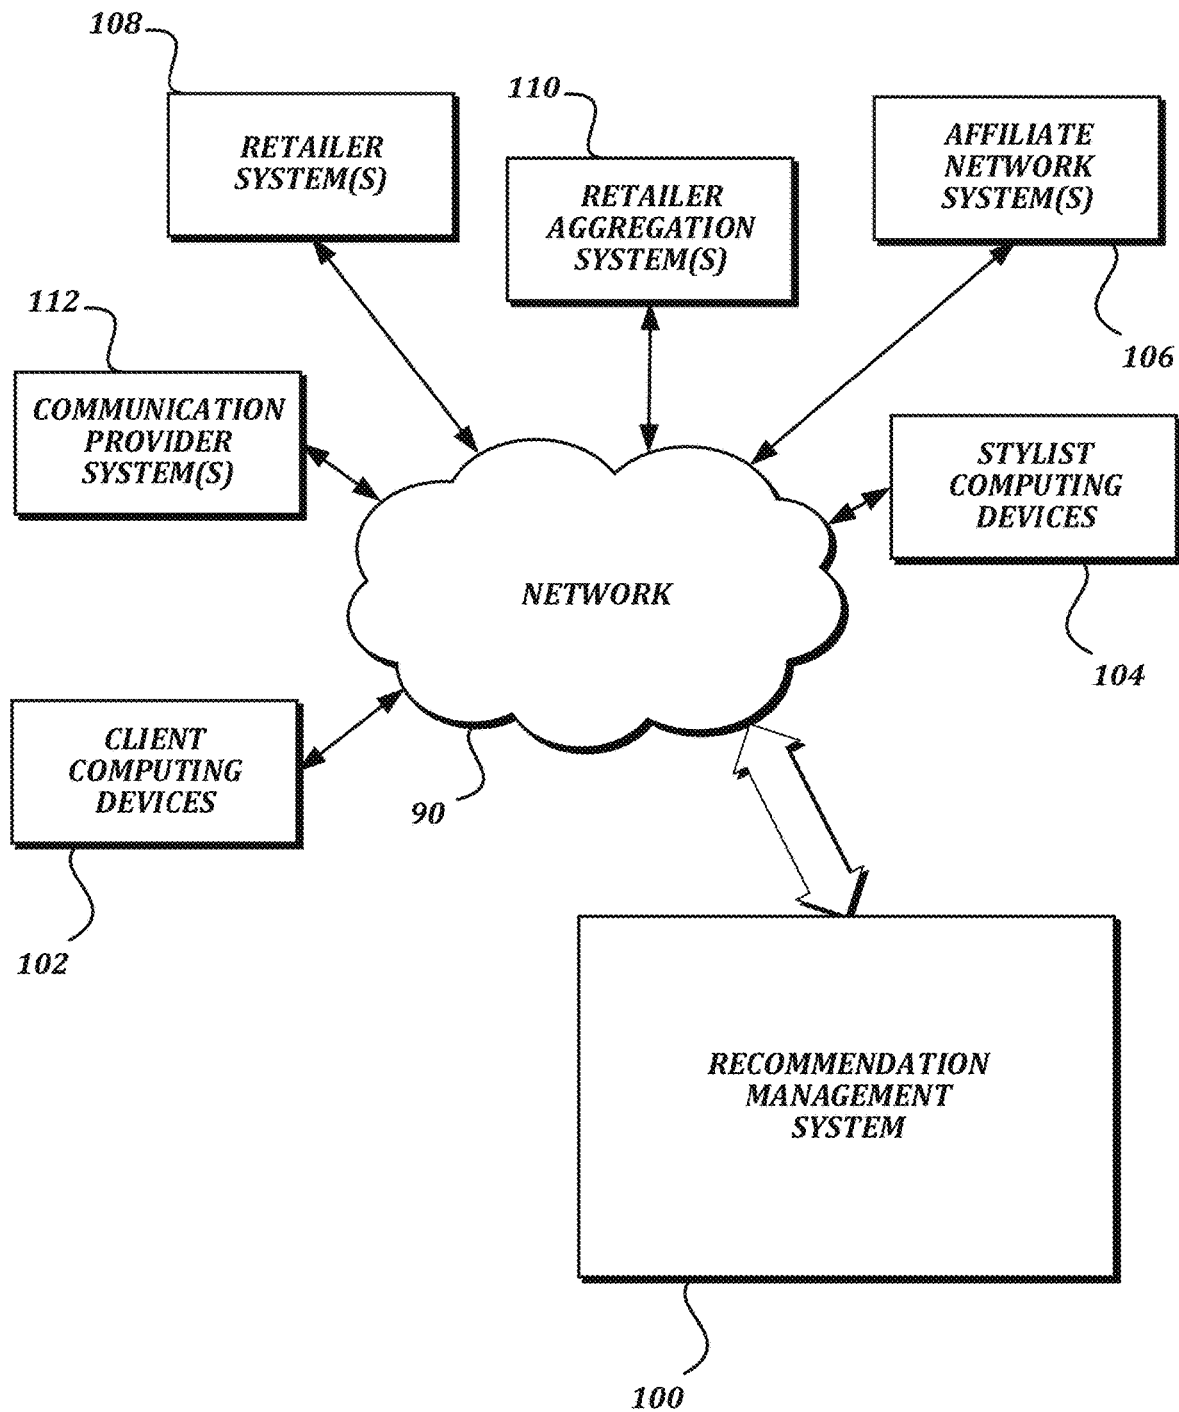 108
RETAILER
SYSTEM(S)
110
RETAILER
AGGREGATION
SYSTEM(S)
AFFILIATE
NETWORK
SYSTEM(S)
106
112
COMMUNICATION
PROVIDER
SYSTEM(S)
STYLIST
COMPUTING
DEVICES
104
NETWORK
90
CLIENT
COMPUTING
DEVICES
102
RECOMMENDATION
MANAGEMENT
SYSTEM
100